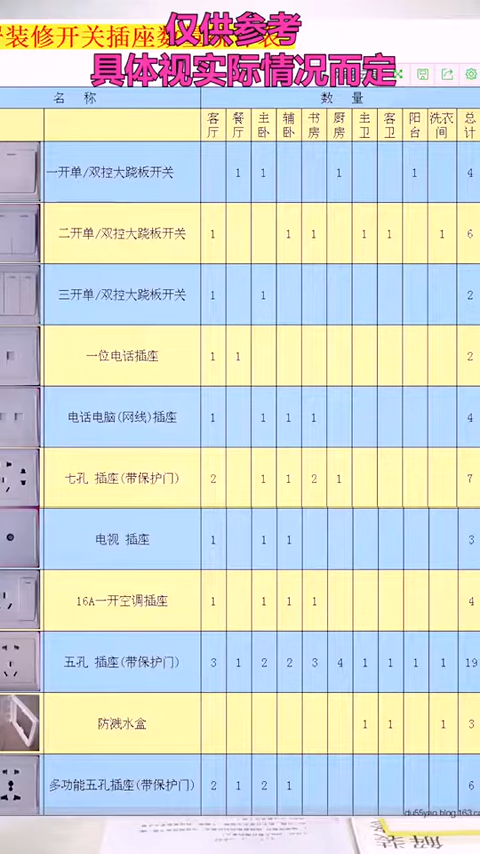 装修开关插座数
仅供参考
具体视实际情况而定
名 称 数 量
客厅 餐厅 主卧 辅卧 书房 厨房 主卫 客卫 阳台 洗衣间 总计
一开单/双控大跷板开关 1 1 1 1 4
二开单/双控大跷板开关 1 1 1 1 1 1 6
三开单/双控大跷板开关 1 1 2
一位电话插座 1 1 2
电话电脑(网线)插座 1 1 1 1 4
七孔 插座(带保护门) 2 1 1 2 1 7
电视 插座 1 1 1 3
16A一开空调插座 1 1 1 1 4
五孔 插座(带保护门) 3 1 2 2 3 4 1 1 1 1 19
防溅水盒 1 1 1 3
多功能五孔插座(带保护门) 2 1 2 1 6
du55yao.blog.163.c